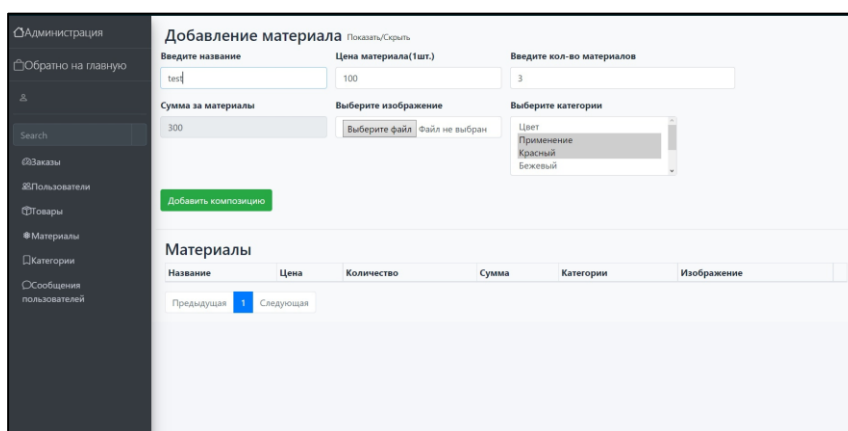 Администрация
Обратно на главную
Search
Заказы
Пользователи
Товары
Материалы
Категории
Сообщения
пользователей
Добавление материала Показать/Скрыть
Введите название Цена материала(1шт.) Введите кол-во материалов
test 100 3
Сумма за материалы Выберите изображение Выберите категории
300 Выберите файл Файл не выбран
Цвет
Применение
Красный
Бежевый
Добавить композицию
Материалы
Название Цена Количество Сумма Категории Изображение
Предыдущая 1 Следующая